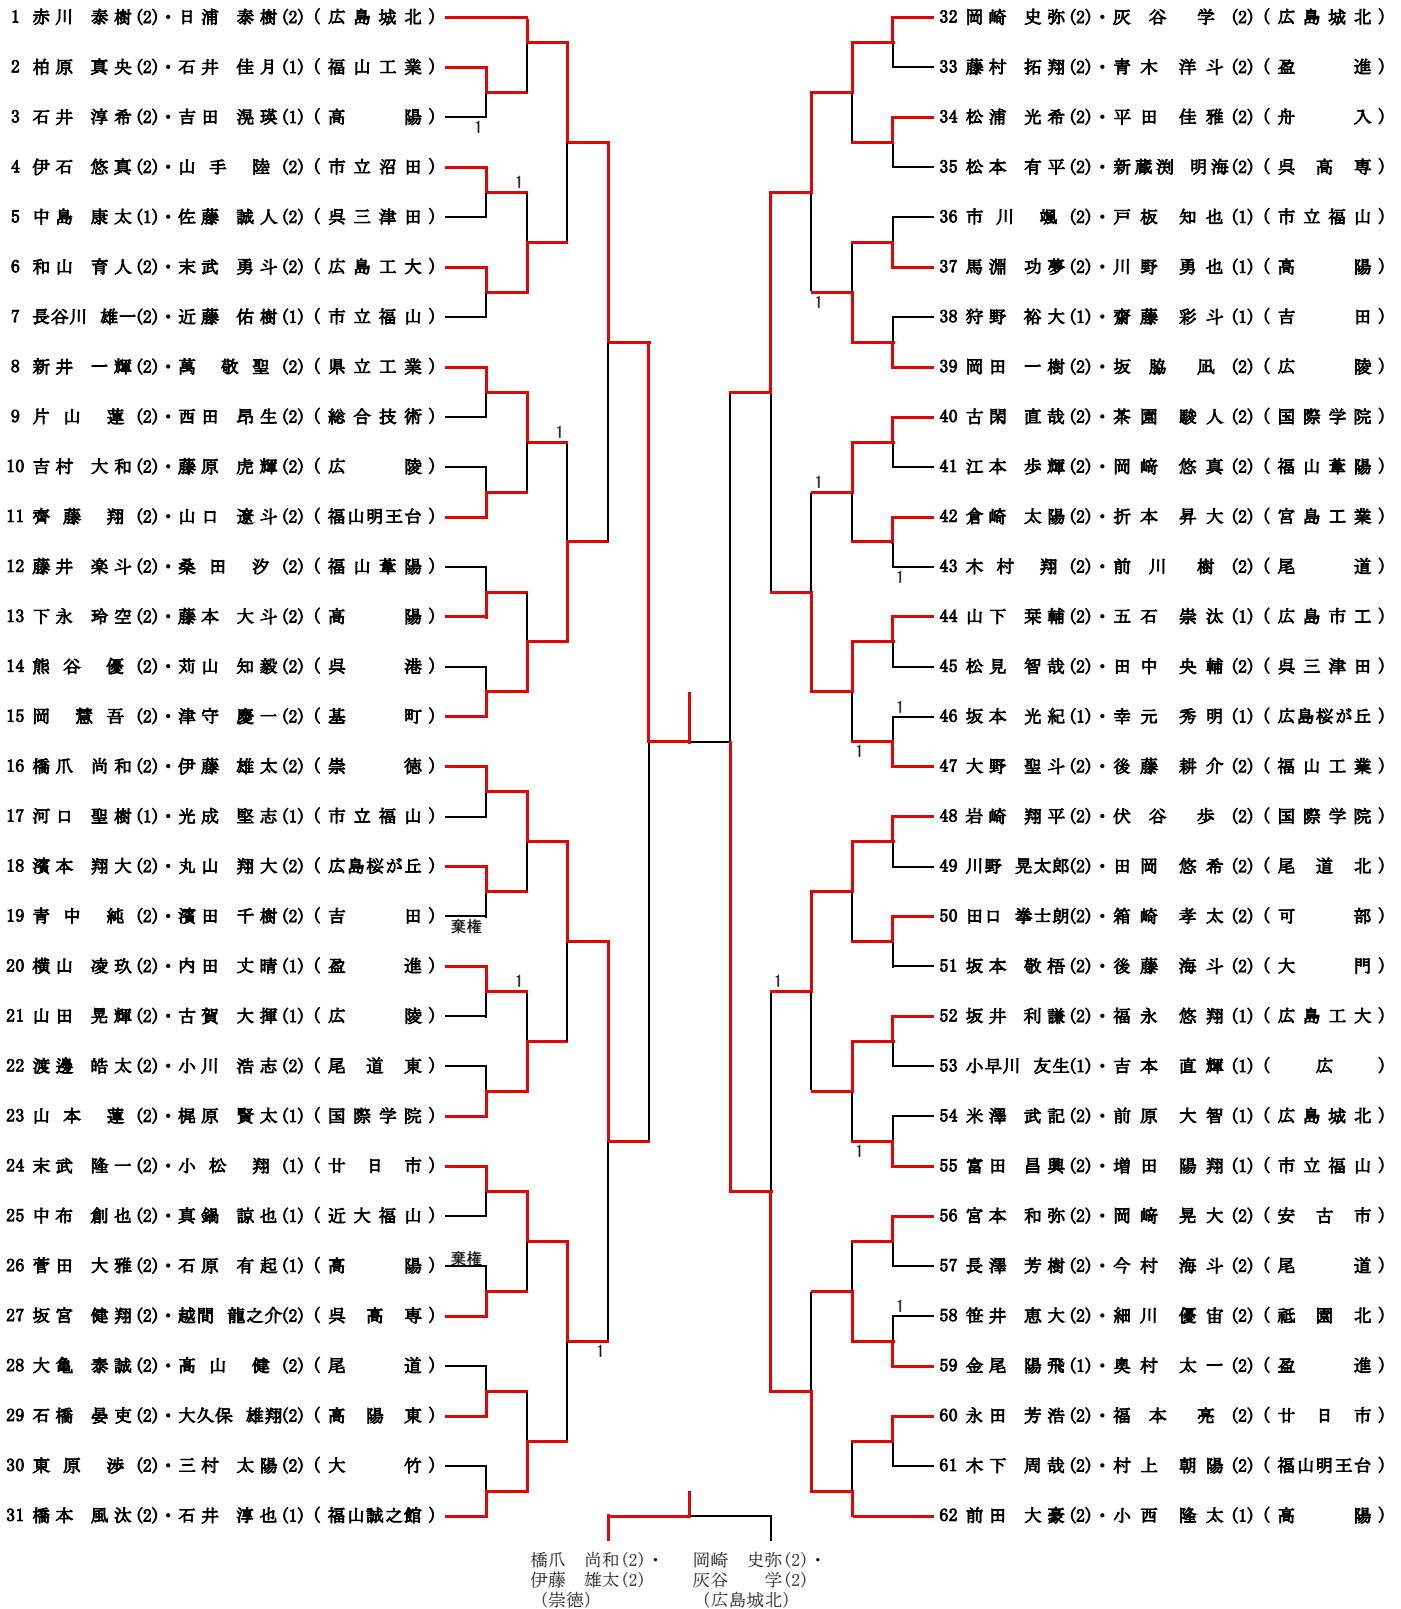 1 赤川 泰樹(2)・日浦 泰樹(2)(広島城北)
2 柏原 真央(2)・石井 佳月(1)(福山工業)
3 石井 淳希(2)・吉田 滉瑛(1)(高陽)
1
4 伊石 悠真(2)・山手 陸(2)(市立沼田)
1
5 中島 康太(1)・佐藤 誠人(2)(呉三津田)
6 和山 育人(2)・末武 勇斗(2)(広島工大)
7 長谷川 雄一(2)・近藤 佑樹(1)(市立福山)
8 新井 一輝(2)・萬 敬聖(2)(県立工業)
9 片山 蓮(2)・西田 昂生(2)(総合技術)
1
10 吉村 大和(2)・藤原 虎輝(2)(広陵)
11 齊藤 翔(2)・山口 遼斗(2)(福山明王台)
12 藤井 楽斗(2)・桑田 汐(2)(福山葦陽)
13 下永 玲空(2)・藤本 大斗(2)(高陽)
14 熊谷 優(2)・苅山 知毅(2)(呉港)
15 岡 慧吾(2)・津守 慶一(2)(基町)
16 橋爪 尚和(2)・伊藤 雄太(2)(崇徳)
17 河口 聖樹(1)・光成 堅志(1)(市立福山)
18 濱本 翔大(2)・丸山 翔大(2)(広島桜が丘)
19 青中 純(2)・濱田 千樹(2)(吉田)
棄権
20 横山 凌玖(2)・内田 丈晴(1)(盈進)
1
21 山田 晃輝(2)・古賀 大揮(1)(広陵)
22 渡邊 皓太(2)・小川 浩志(2)(尾道東)
23 山本 蓮(2)・梶原 賢太(1)(国際学院)
24 末武 隆一(2)・小松 翔(1)(廿日市)
25 中布 創也(2)・真鍋 諒也(1)(近大福山)
棄権
26 菅田 大雅(2)・石原 有起(1)(高陽)
27 坂宮 健翔(2)・越間 龍之介(2)(呉高専)
1
28 大亀 泰誠(2)・高山 健(2)(尾道)
29 石橋 晏吏(2)・大久保 雄翔(2)(高陽東)
30 東原 渉(2)・三村 太陽(2)(大竹)
31 橋本 風汰(2)・石井 淳也(1)(福山誠之館)
32 岡崎 史弥(2)・灰谷 学(2)(広島城北)
33 藤村 拓翔(2)・青木 洋斗(2)(盈進)
34 松浦 光希(2)・平田 佳雅(2)(舟入)
35 松本 有平(2)・新蔵渕 明海(2)(呉高専)
36 市川 颯(2)・戸板 知也(1)(市立福山)
37 馬淵 功夢(2)・川野 勇也(1)(高陽)
1
38 狩野 裕大(1)・齋藤 彩斗(1)(吉田)
39 岡田 一樹(2)・坂脇 凪(2)(広陵)
40 古閑 直哉(2)・茶園 駿人(2)(国際学院)
41 江本 歩輝(2)・岡﨑 悠真(2)(福山葦陽)
1
42 倉崎 太陽(2)・折本 昇大(2)(宮島工業)
43 木村 翔(2)・前川 樹(2)(尾道)
1
44 山下 栞輔(2)・五石 崇汰(1)(広島市工)
45 松見 智哉(2)・田中 央輔(2)(呉三津田)
1
46 坂本 光紀(1)・幸元 秀明(1)(広島桜が丘)
1
47 大野 聖斗(2)・後藤 耕介(2)(福山工業)
48 岩崎 翔平(2)・伏谷 歩(2)(国際学院)
49 川野 晃太郎(2)・田岡 悠希(2)(尾道北)
50 田口 拳士朗(2)・箱崎 孝太(2)(可部)
51 坂本 敬悟(2)・後藤 海斗(2)(大門)
1
52 坂井 利謙(2)・福永 悠翔(1)(広島工大)
53 小早川 友生(1)・吉本 直輝(1)(広)
54 米澤 武記(2)・前原 大智(1)(広島城北)
1
55 富田 昌興(2)・増田 陽翔(1)(市立福山)
56 宮本 和弥(2)・岡﨑 晃大(2)(安古市)
57 長澤 芳樹(2)・今村 海斗(2)(尾道)
1
58 笹井 恵大(2)・細川 優宙(2)(祗園北)
59 金尾 陽飛(1)・奥村 太一(2)(盈進)
60 永田 芳浩(2)・福本 亮(2)(廿日市)
61 木下 周哉(2)・村上 朝陽(2)(福山明王台)
62 前田 大豪(2)・小西 隆太(1)(高陽)
橋爪 尚和(2)・
伊藤 雄太(2)
(崇徳)
岡崎 史弥(2)・
灰谷 学(2)
(広島城北)